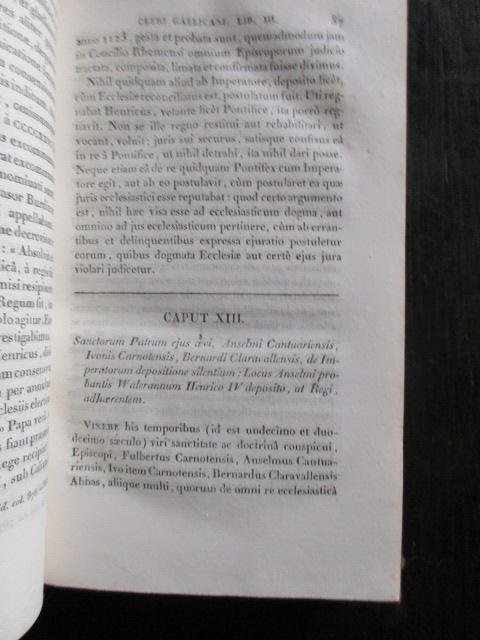 CLERI GALLICANI, LIB. III. 87
anno 1123, gesta et probata sunt, quemadmodum jam
in Concilio Rhemensi omnium Episcoporum judicio
tractata, composita, limata et confirmata fuisse diximus.
Nihil quidquam aliud ab Imperatore, deposito licèt,
cùm Ecclesiæ reconciliatus est, postulatum fuit. Uti reg-
nabat Henricus, vetante licèt Pontifice, ita porrò reg-
navit. Non se ille regno restitui aut rehabilitari, ut
vocant, voluit; juris sui securus, satisque confisus eâ
in re à Pontifice, ut nihil detrahi, ita nihil dari posse.
Neque etiam eâ de re quidquam Pontifex cum Impera-
tore egit, aut ab eo postulavit, cùm postularet ea quæ
juris ecclesiastici esse reputabat: quod certo argumento
est, nihil hæc visa esse ad ecclesiasticum dogma, aut
omnino ad jus ecclesiasticum pertinere, cùm ab erran-
tibus et delinquentibus expressa ejuratio postuletur
eorum, quibus dogmata Ecclesiæ aut certè ejus jura
violari judicetur.
CAPUT XIII.
Sanctorum Patrum ejus ævi, Anselmi Cantuariensis,
Ivonis Carnotensis, Bernardi Claravallensis, de Im-
peratorum depositione silentium: Locus Anselmi pro-
bantis Walerannum Henrico IV deposito, ut Regi,
adhærentem.
Vixere his temporibus (id est undecimo et duo-
decimo sæculo) viri sanctitate ac doctrinâ conspicui,
Episcopi, Fulbertus Carnotensis, Anselmus Cantua-
riensis, Ivo item Carnotensis, Bernardus Claravallensis
Abbas, aliique multi, quorum de omni re ecclesiasticâ